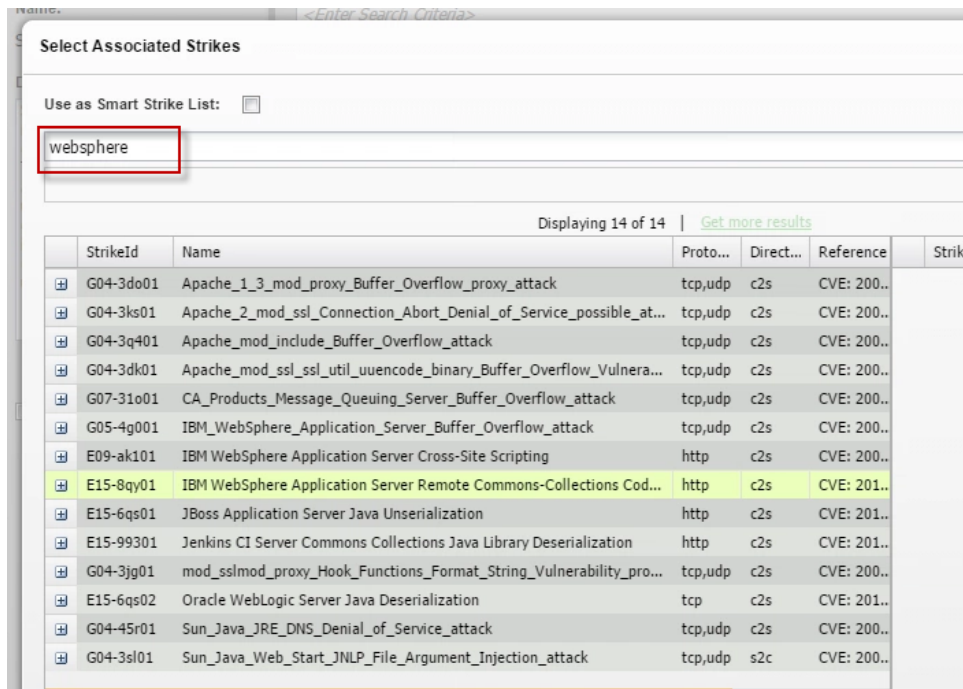 Name:
<Enter Search Criteria>
Select Associated Strikes
Use as Smart Strike List:
websphere
Displaying 14 of 14 | Get more results
StrikeId Name Proto... Direct... Reference Strik
G04-3do01 Apache_1_3_mod_proxy_Buffer_Overflow_proxy_attack tcp,udp c2s CVE: 200..
G04-3ks01 Apache_2_mod_ssl_Connection_Abort_Denial_of_Service_possible_at... tcp,udp c2s CVE: 200..
G04-3q401 Apache_mod_include_Buffer_Overflow_attack tcp,udp c2s CVE: 200..
G04-3dk01 Apache_mod_ssl_ssl_util_uuencode_binary_Buffer_Overflow_Vulnera... tcp,udp c2s CVE: 200..
G07-31o01 CA_Products_Message_Queuing_Server_Buffer_Overflow_attack tcp,udp c2s CVE: 200..
G05-4g001 IBM_WebSphere_Application_Server_Buffer_Overflow_attack tcp,udp c2s CVE: 200..
E09-ak101 IBM WebSphere Application Server Cross-Site Scripting http c2s CVE: 200..
E15-8qy01 IBM WebSphere Application Server Remote Commons-Collections Cod... http c2s CVE: 201..
E15-6qs01 JBoss Application Server Java Unserialization http c2s CVE: 201..
E15-99301 Jenkins CI Server Commons Collections Java Library Deserialization http c2s CVE: 201..
G04-3jg01 mod_sslmod_proxy_Hook_Functions_Format_String_Vulnerability_pro... tcp,udp c2s CVE: 200..
E15-6qs02 Oracle WebLogic Server Java Deserialization tcp c2s CVE: 201..
G04-45r01 Sun_Java_JRE_DNS_Denial_of_Service_attack tcp,udp c2s CVE: 200..
G04-3sl01 Sun_Java_Web_Start_JNLP_File_Argument_Injection_attack tcp,udp s2c CVE: 200..